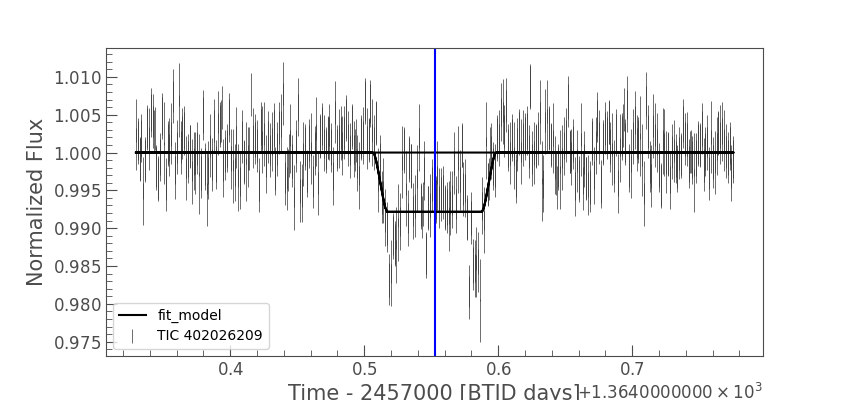 1.010
1.005
1.000
0.995
0.990
0.985
0.980
0.975
Normalized Flux
fit_model
TIC 402026209
0.4 0.5 0.6 0.7
Time - 2457000 [BTJD days]
+1.3640000000 × 10³